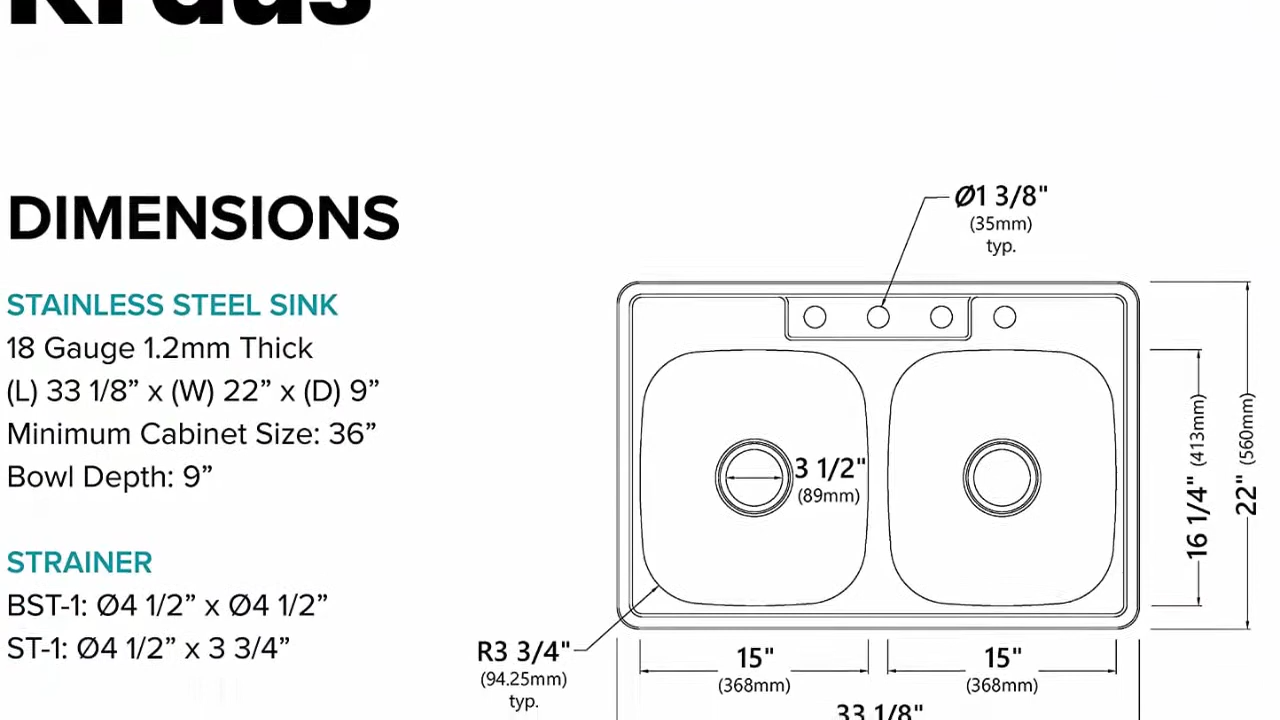 Kraus
DIMENSIONS
STAINLESS STEEL SINK
18 Gauge 1.2mm Thick
(L) 33 1/8” x (W) 22” x (D) 9”
Minimum Cabinet Size: 36”
Bowl Depth: 9”
STRAINER
BST-1: Ø4 1/2” x Ø4 1/2”
ST-1: Ø4 1/2” x 3 3/4”
Ø1 3/8"
(35mm)
typ.
3 1/2"
(89mm)
16 1/4" (413mm)
22" (560mm)
R3 3/4"
(94.25mm)
typ.
15"
(368mm)
15"
(368mm)
33 1/8"